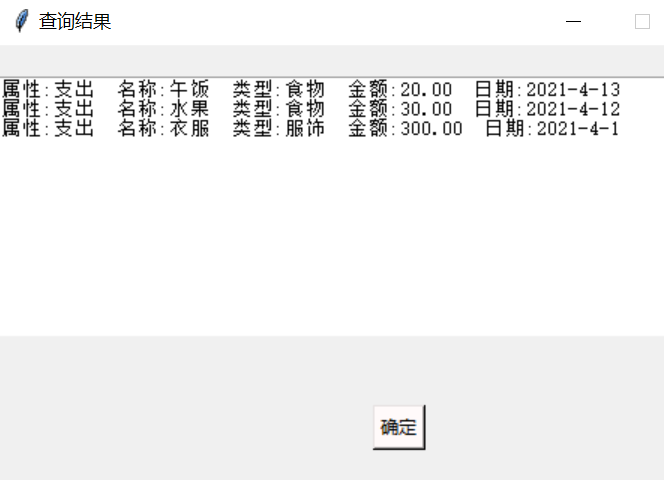 查询结果
属性:支出  名称:午饭  类型:食物  金额:20.00  日期:2021-4-13
属性:支出  名称:水果  类型:食物  金额:30.00  日期:2021-4-12
属性:支出  名称:衣服  类型:服饰  金额:300.00  日期:2021-4-1
确定